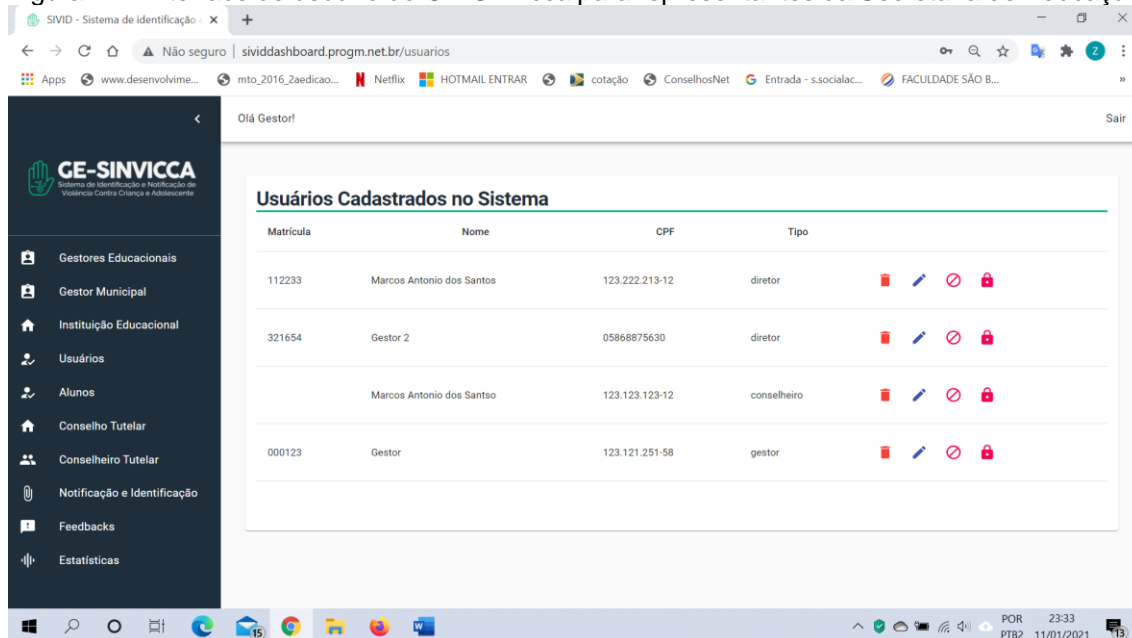 SIVID - Sistema de identificação
Não seguro | sividdashboard.progm.net.br/usuarios
Z
Apps www.desenvolvime... mto_2016_2aedicao... Netflix HOTMAIL ENTRAR cotação ConselhosNet Entrada - s.socialac... FACULDADE SÃO B... »
Olá Gestor! Sair
GE-SINVICCA
Sistema de Identificação e Notificação de
Violência Contra Criança e Adolescente
Gestores Educacionais
Gestor Municipal
Instituição Educacional
Usuários
Alunos
Conselho Tutelar
Conselheiro Tutelar
Notificação e Identificação
Feedbacks
Estatísticas
Usuários Cadastrados no Sistema
Matrícula Nome CPF Tipo
112233 Marcos Antonio dos Santos 123.222.213-12 diretor
321654 Gestor 2 05868875630 diretor
Marcos Antonio dos Santso 123.123.123-12 conselheiro
000123 Gestor 123.121.251-58 gestor
15
POR 23:33
PTB2 11/01/2021
13